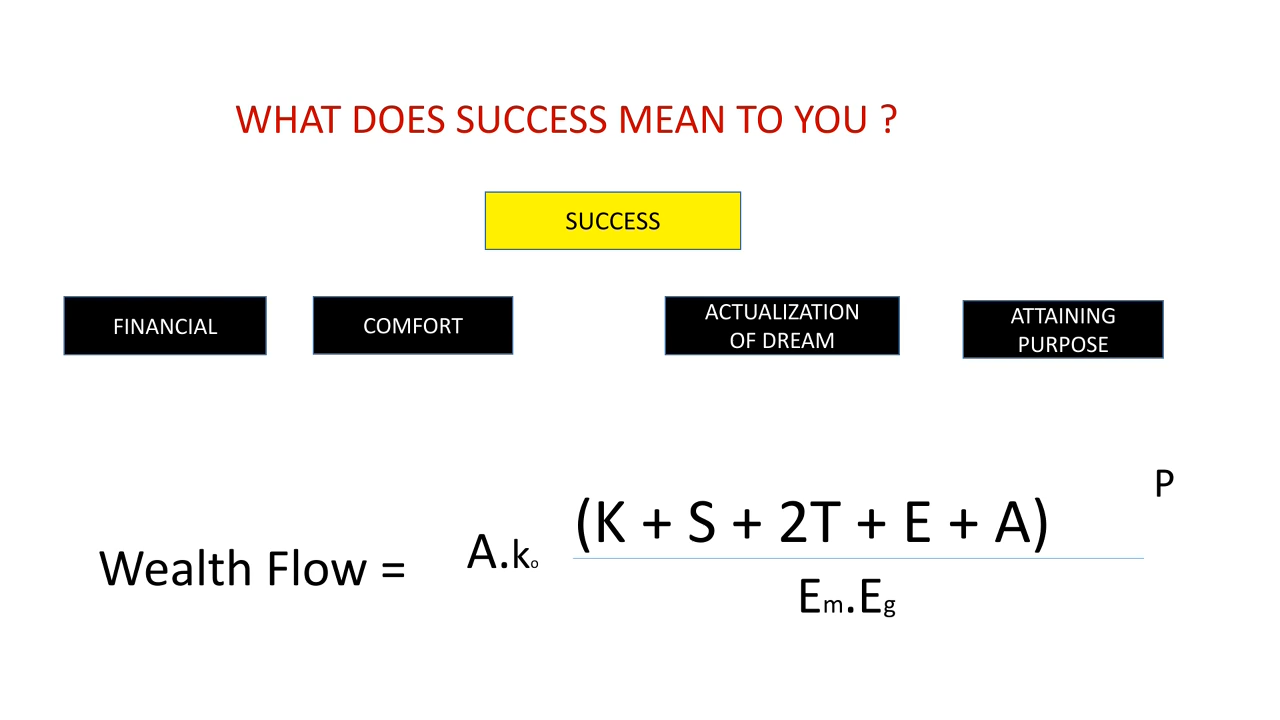 WHAT DOES SUCCESS MEAN TO YOU ?
SUCCESS
FINANCIAL
COMFORT
ACTUALIZATION
OF DREAM
ATTAINING
PURPOSE
Wealth Flow =
A.kₒ
(K + S + 2T + E + A)
P
Em.Eg